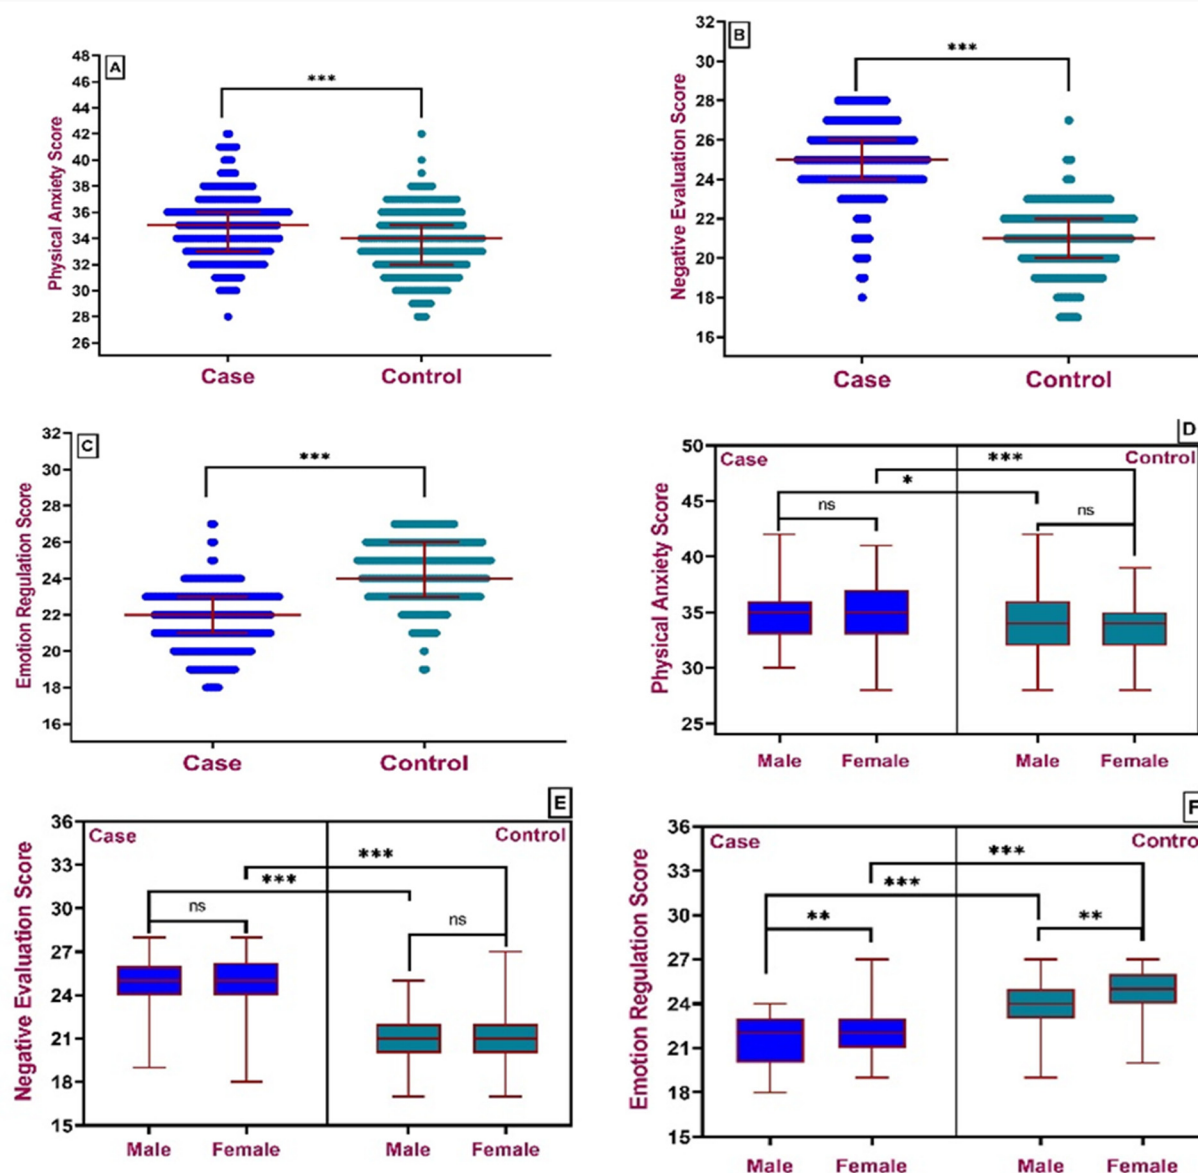 A
***
Physical Anxiety Score
48
46
44
42
40
38
36
34
32
30
28
26
Case
Control
B
***
Negative Evaluation Score
32
30
28
26
24
22
20
18
16
Case
Control
C
***
Emotion Regulation Score
32
30
28
26
24
22
20
18
16
Case
Control
D
Case
Control
***
*
ns
ns
Physical Anxiety Score
50
45
40
35
30
25
Male
Female
Male
Female
E
Case
Control
***
***
ns
ns
Negative Evaluation Score
36
33
30
27
24
21
18
15
Male
Female
Male
Female
F
Case
Contro
***
***
**
**
Emotion Regulation Score
36
33
30
27
24
21
18
15
Male
Female
Male
Female